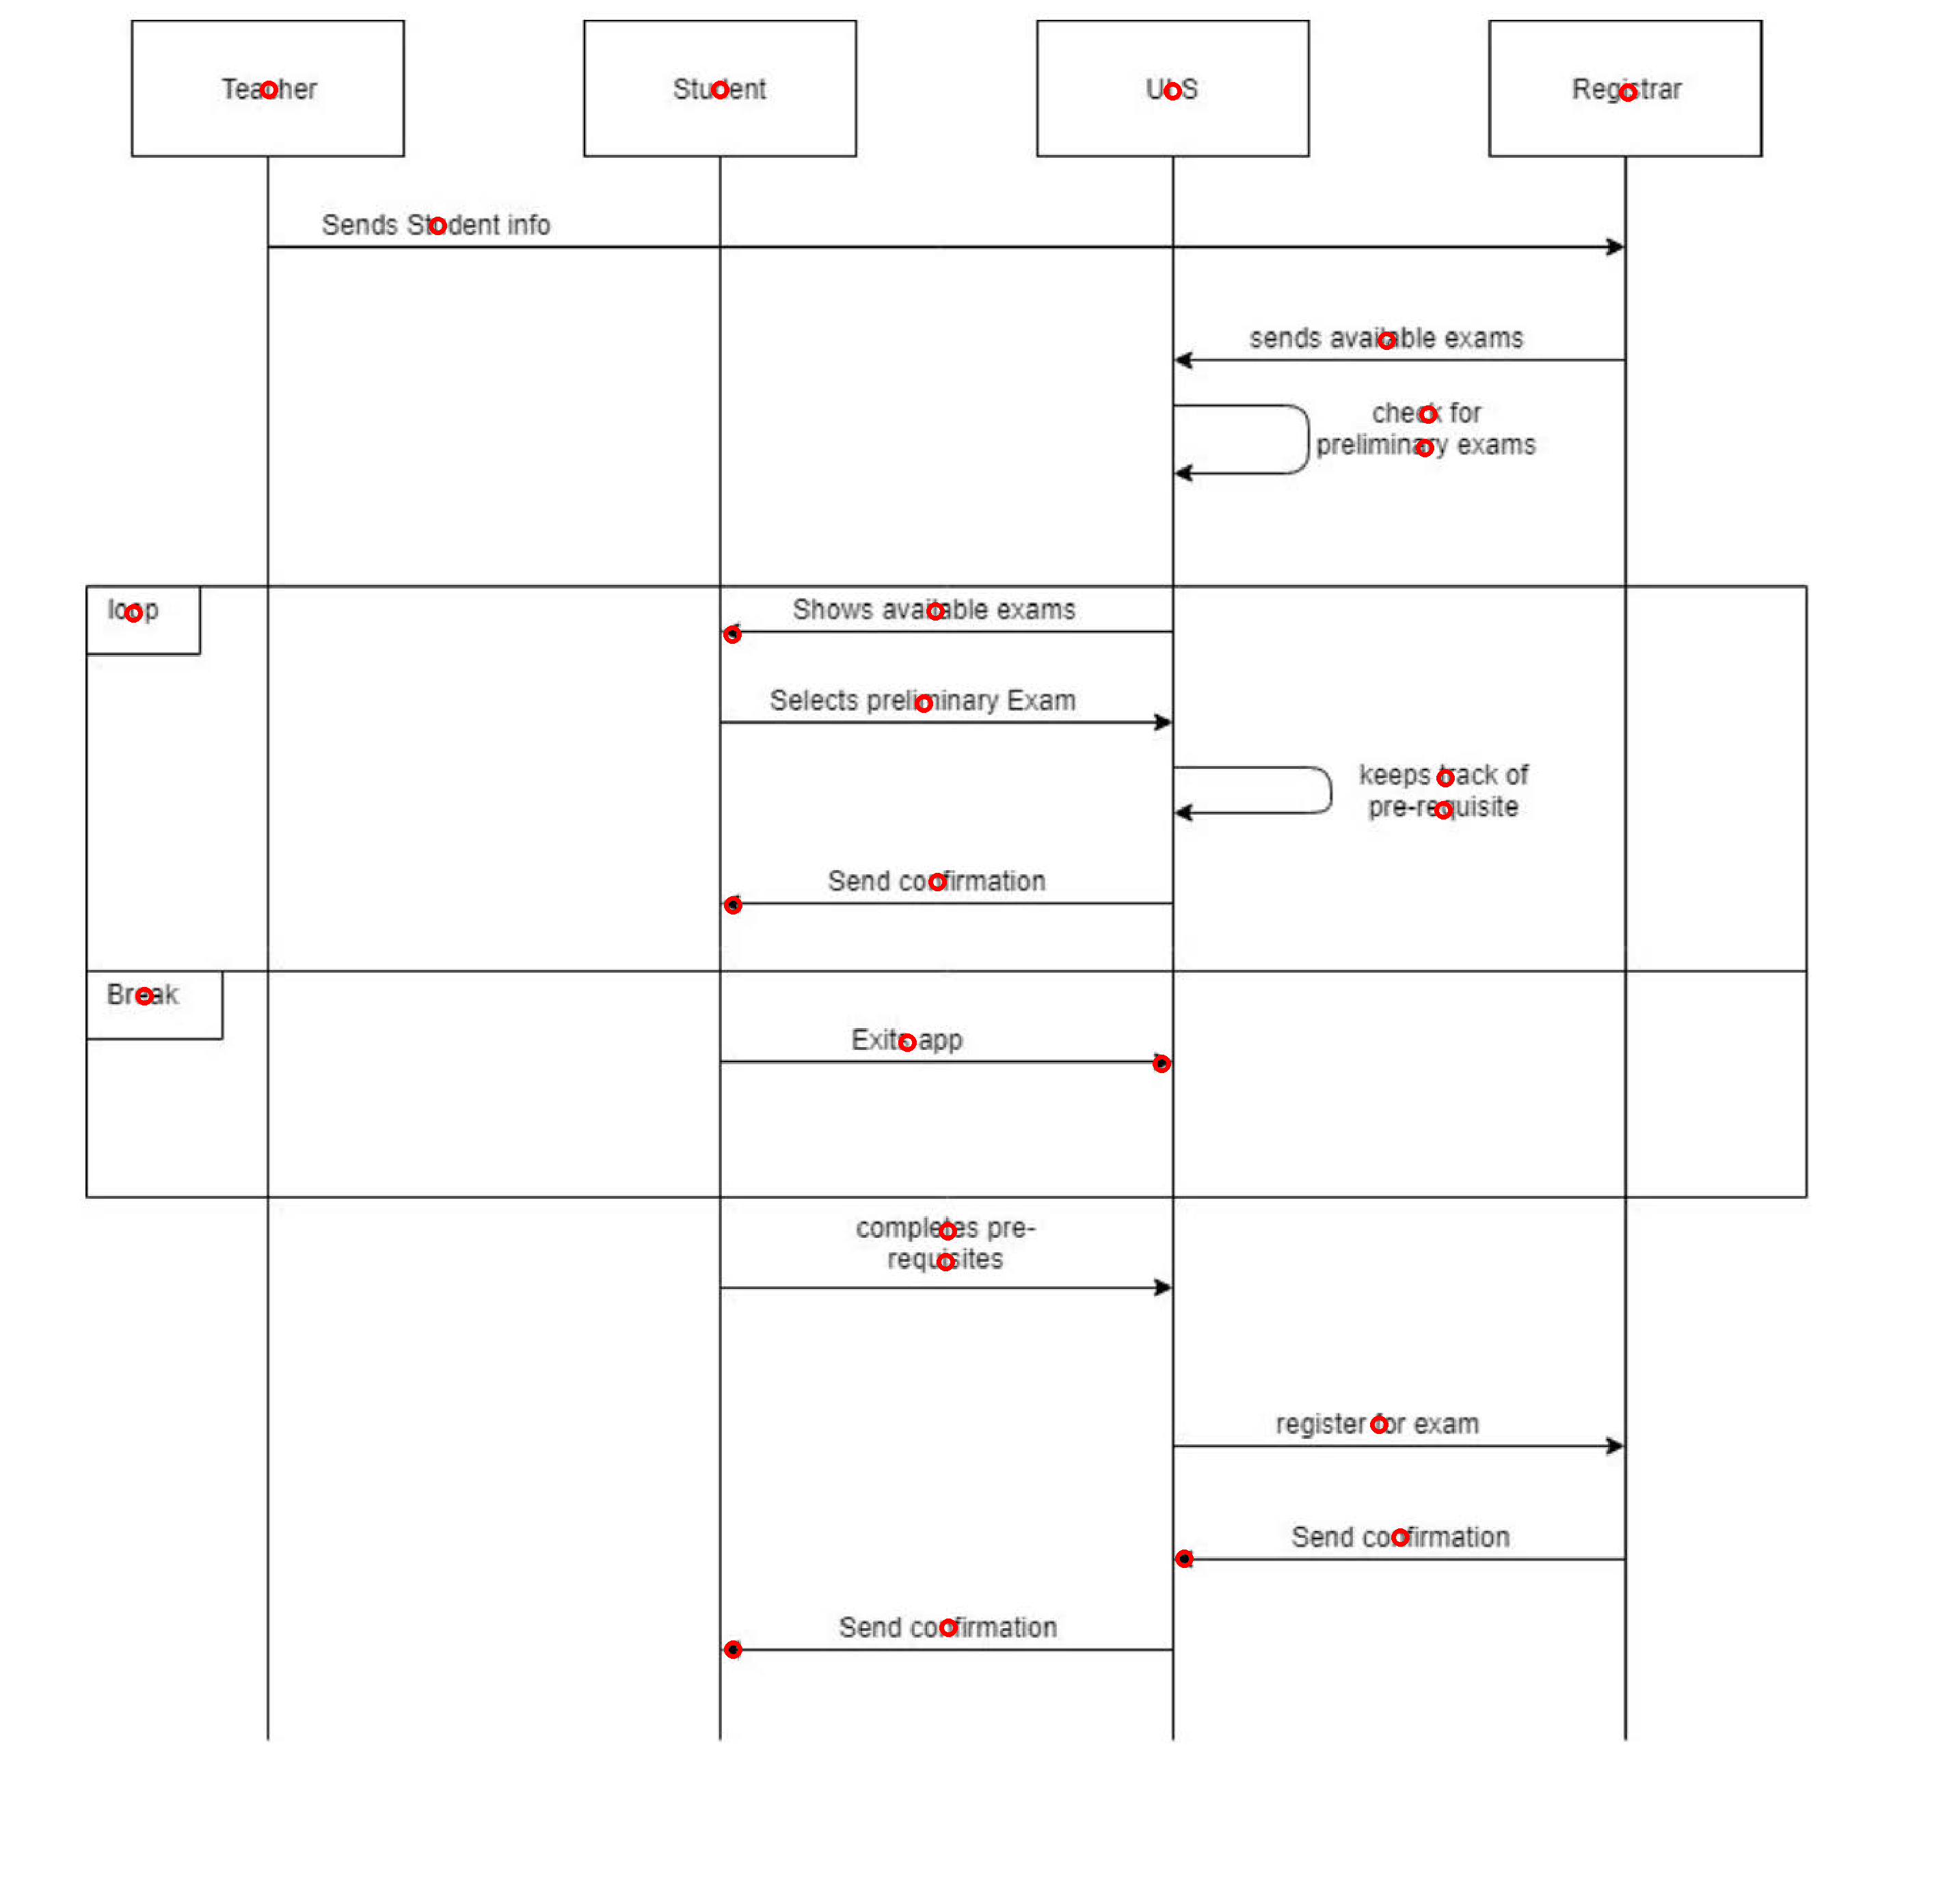 Teacher
Student
Registrar
Sends Student info
sends available exams
check for
preliminary exams
loop
Shows available exams
Selects preliminary Exam
keeps track of
pre-requisite
Send confirmation
Break
Exits app
completes pre-
requisites
register for exam
Send confirmation
Send confirmation